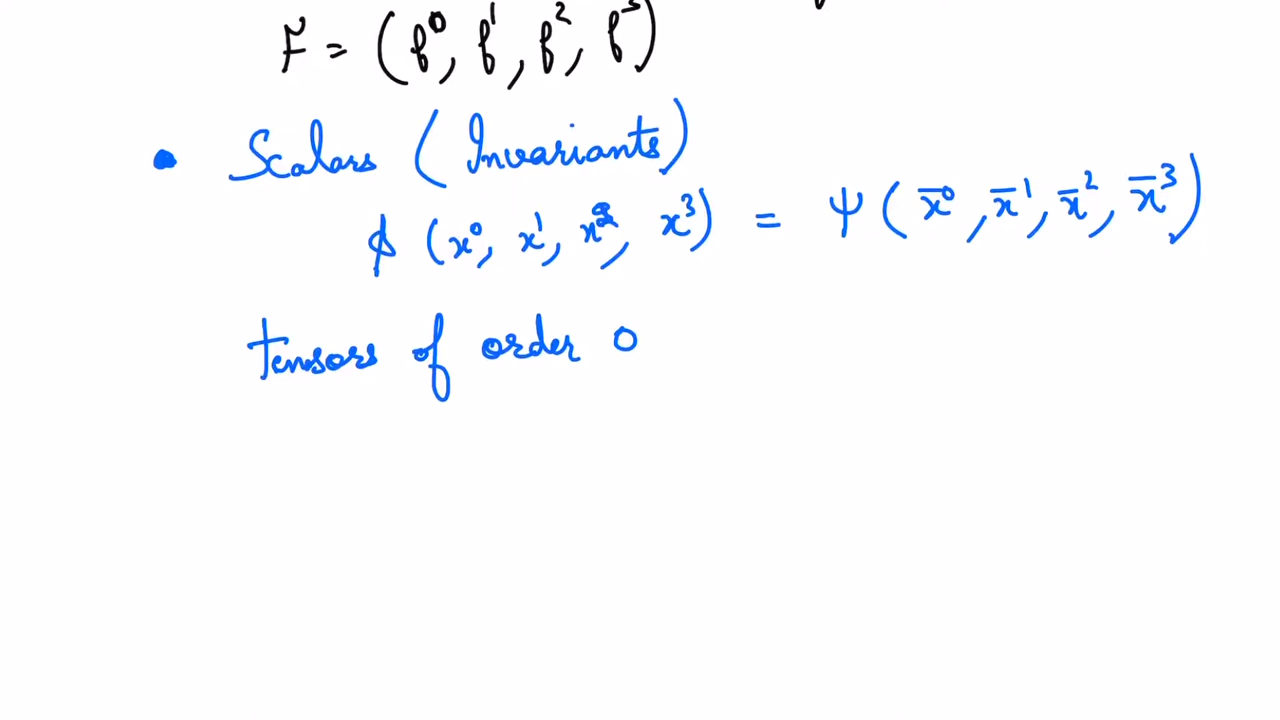 F = (f⁰, f¹, f², f³)
• Scalars (Invariants)
ϕ (x⁰, x¹, x², x³) = ψ (x̅⁰, x̅¹, x̅², x̅³)
tensors of order 0